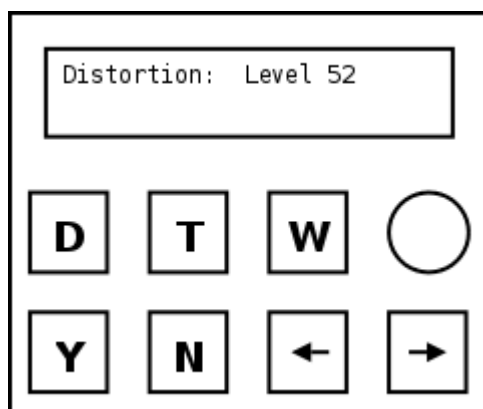 Distortion: Level 52
D T W
Y N ← →